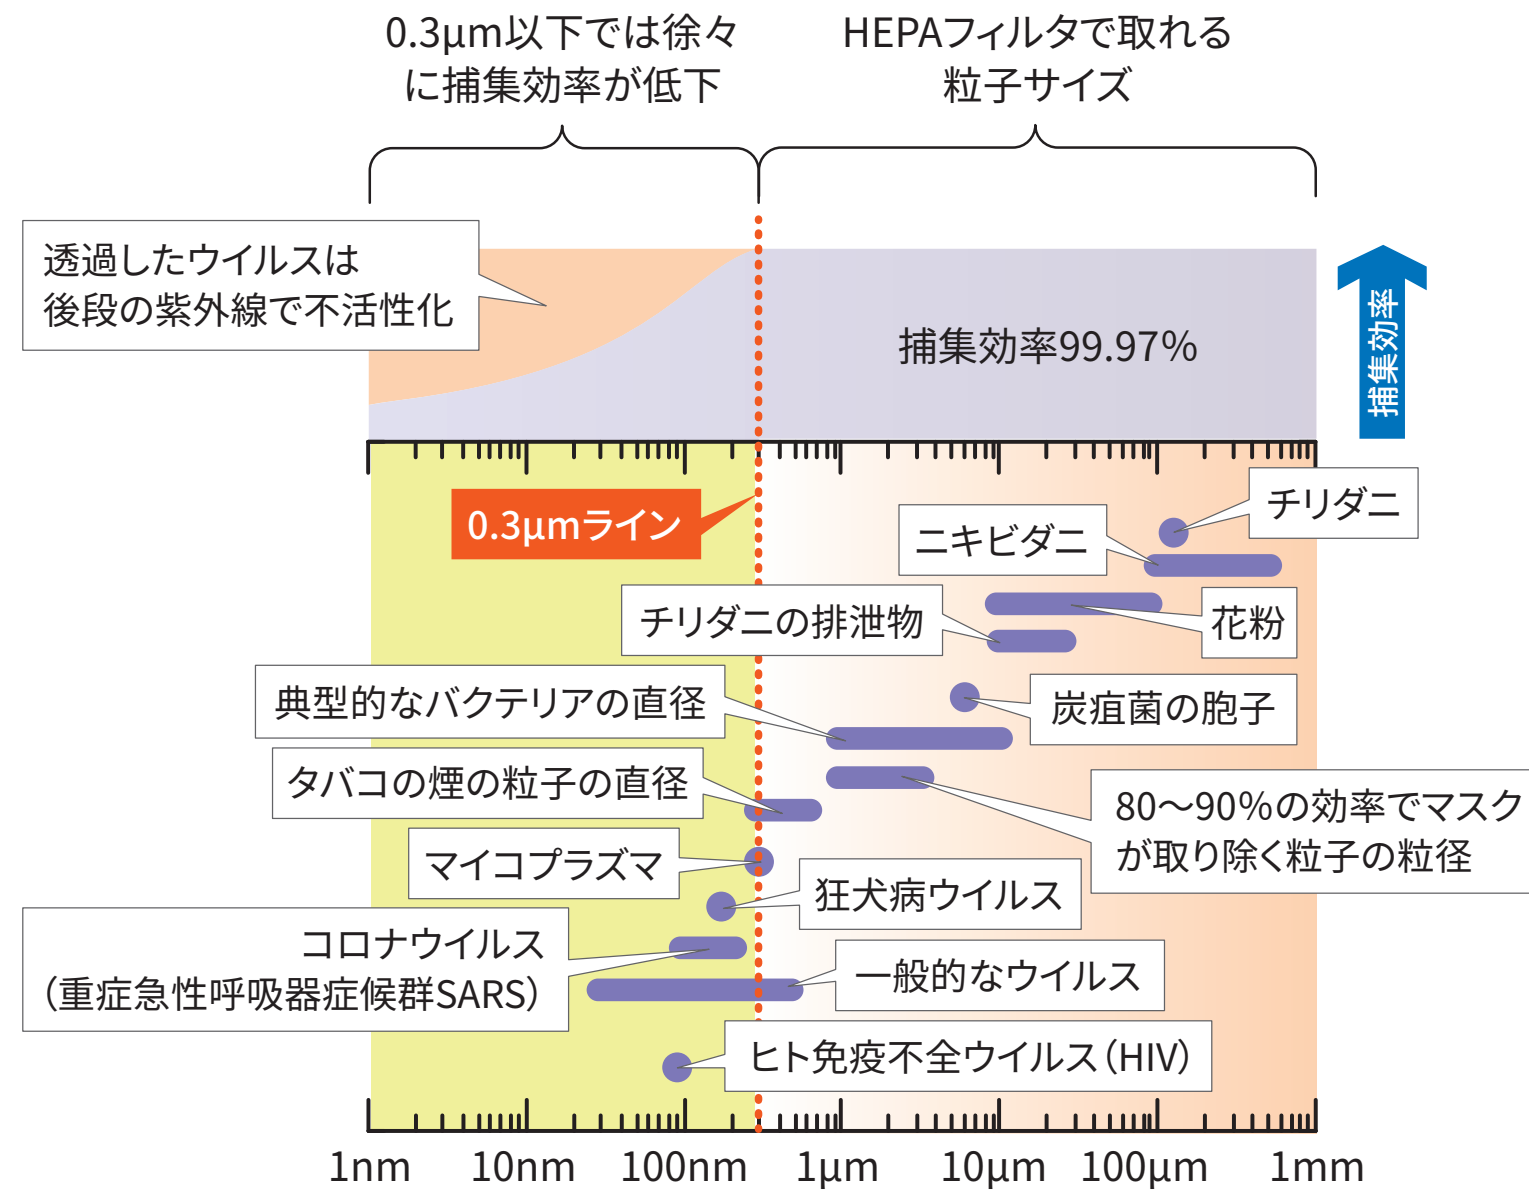 0.3μm以下では徐々
に捕集効率が低下
HEPAフィルタで取れる
粒子サイズ
透過したウイルスは
後段の紫外線で不活性化
捕集効率99.97%
捕集効率
0.3μmライン
チリダニ
ニキビダニ
花粉
チリダニの排泄物
典型的なバクテリアの直径
炭疽菌の胞子
タバコの煙の粒子の直径
80〜90%の効率でマスク
が取り除く粒子の粒径
マイコプラズマ
狂犬病ウイルス
コロナウイルス
（重症急性呼吸器症候群SARS）
一般的なウイルス
ヒト免疫不全ウイルス（HIV）
1nm 10nm 100nm 1μm 10μm 100μm 1mm